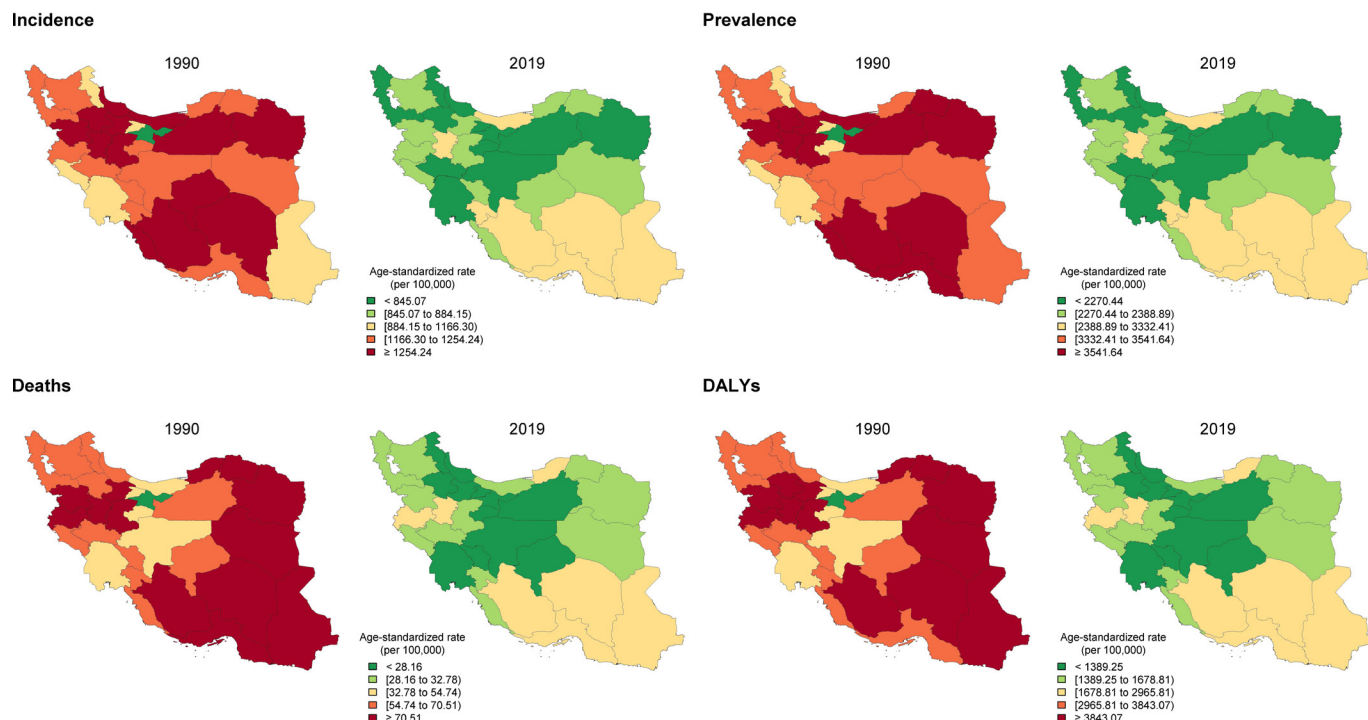 Incidence
Prevalence
1990
2019
1990
2019
Age-standardized rate
(per 100,000)
< 845.07
[845.07 to 884.15)
[884.15 to 1166.30)
[1166.30 to 1254.24)
≥ 1254.24
Age-standardized rate
(per 100,000)
< 2270.44
[2270.44 to 2388.89)
[2388.89 to 3332.41)
[3332.41 to 3541.64)
≥ 3541.64
Deaths
DALYs
1990
2019
1990
2019
Age-standardized rate
(per 100,000)
< 28.16
[28.16 to 32.78)
[32.78 to 54.74)
[54.74 to 70.51)
≥ 70.51
Age-standardized rate
(per 100,000)
< 1389.25
[1389.25 to 1678.81)
[1678.81 to 2965.81)
[2965.81 to 3843.07)
≥ 3843.07